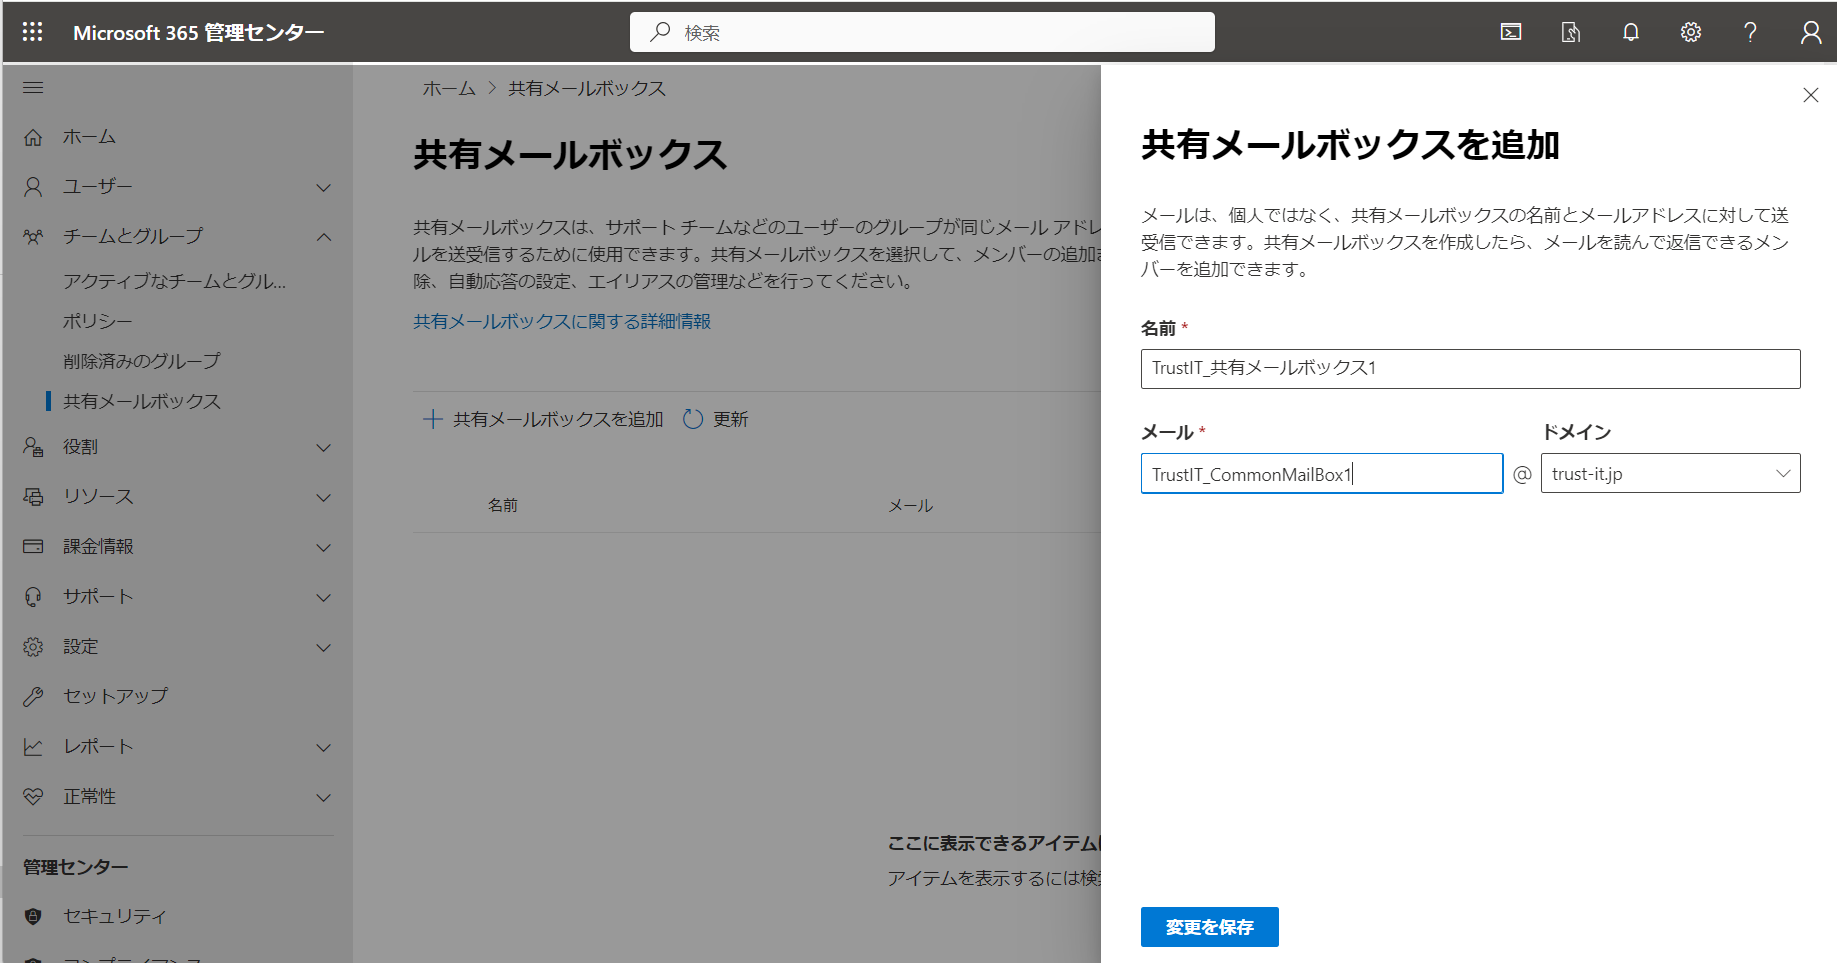 Microsoft 365 管理センター
検索
ホーム
ユーザー
チームとグループ
アクティブなチームとグル...
ポリシー
削除済みのグループ
共有メールボックス
役割
リソース
課金情報
サポート
設定
セットアップ
レポート
正常性
管理センター
セキュリティ
コンプライアンス
ホーム > 共有メールボックス
共有メールボックス
共有メールボックスは、サポート チームなどのユーザーのグループが同じメール アドレ
ルを送受信するために使用できます。共有メールボックスを選択して、メンバーの追加
除、自動応答の設定、エイリアスの管理などを行ってください。
共有メールボックスに関する詳細情報
共有メールボックスを追加 更新
名前 メール
ここに表示できるアイテム
アイテムを表示するには検
共有メールボックスを追加
メールは、個人ではなく、共有メールボックスの名前とメールアドレスに対して送
受信できます。共有メールボックスを作成したら、メールを読んで返信できるメン
バーを追加できます。
名前 *
TrustIT_共有メールボックス1
メール * ドメイン
TrustIT_CommonMailBox1 @ trust-it.jp
変更を保存